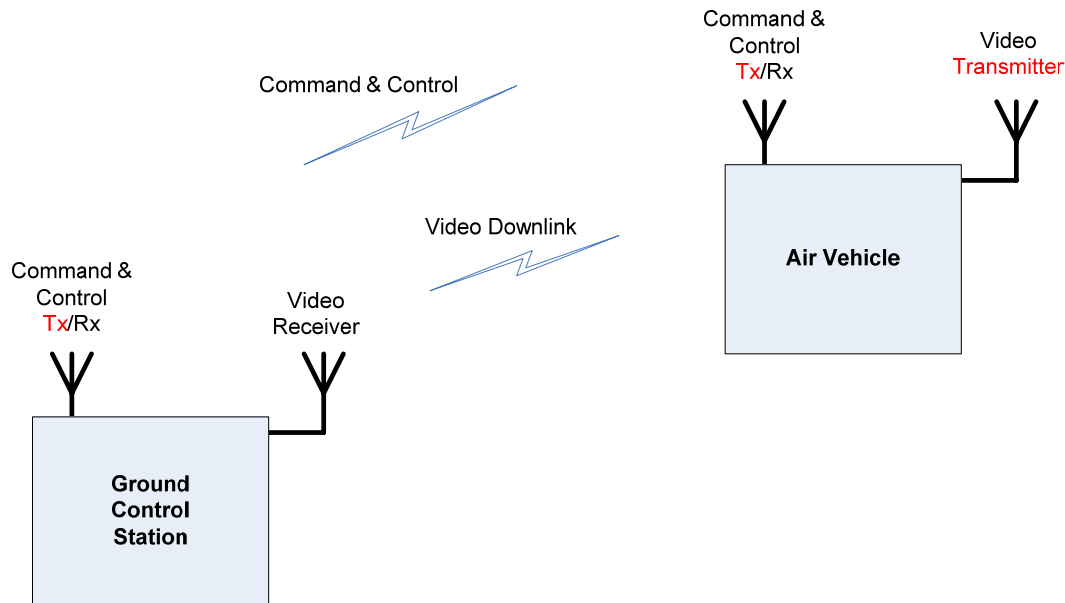 Command &
Control
Tx/Rx
Video
Transmitter
Command & Control
Air Vehicle
Video Downlink
Command &
Control
Tx/Rx
Video
Receiver
Ground
Control
Station